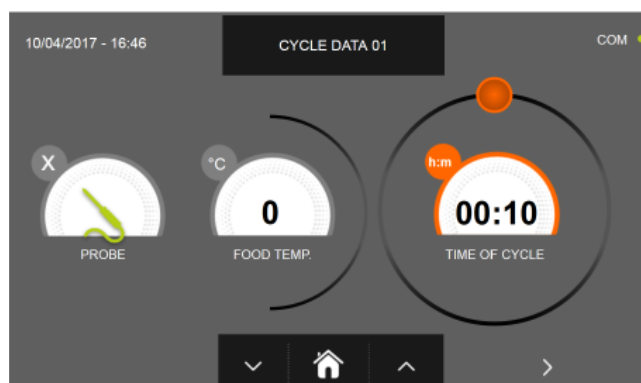 10/04/2017 - 16:46
CYCLE DATA 01
COM
X
°C
h:m
0
00:10
PROBE
FOOD TEMP.
TIME OF CYCLE